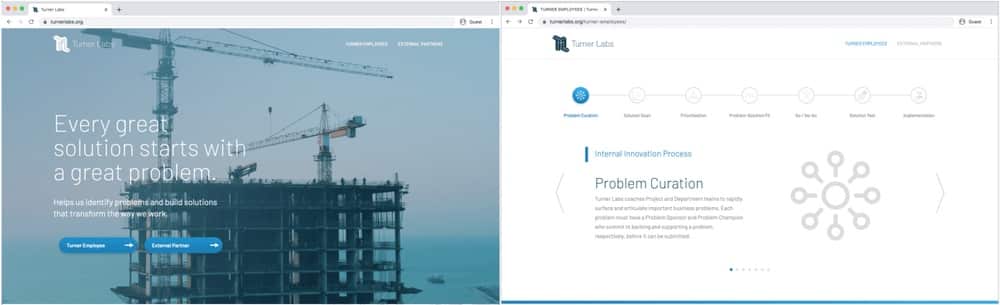 Turner Labs
turnerlabs.org
Guest
Turner Labs
TURNER EMPLOYEES
EXTERNAL PARTNERS
Every great
solution starts with
a great problem.
Helps us identify problems and build solutions
that transform the way we work.
Turner Employee
External Partner
TURNER EMPLOYEES | Turner
turnerlabs.org/turner-employees/
Guest
Turner Labs
TURNER EMPLOYEES
EXTERNAL PARTNERS
Problem Curation
Solution Scan
Prioritization
Problem-Solution Fit
Go / No-Go
Solution Test
Implementation
Internal Innovation Process
Problem Curation
Turner Labs coaches Project and Department teams to rapidly
surface and articulate important business problems. Each
problem must have a Problem Sponsor and Problem Champion
who commit to backing and supporting a problem,
respectively, before it can be submitted.